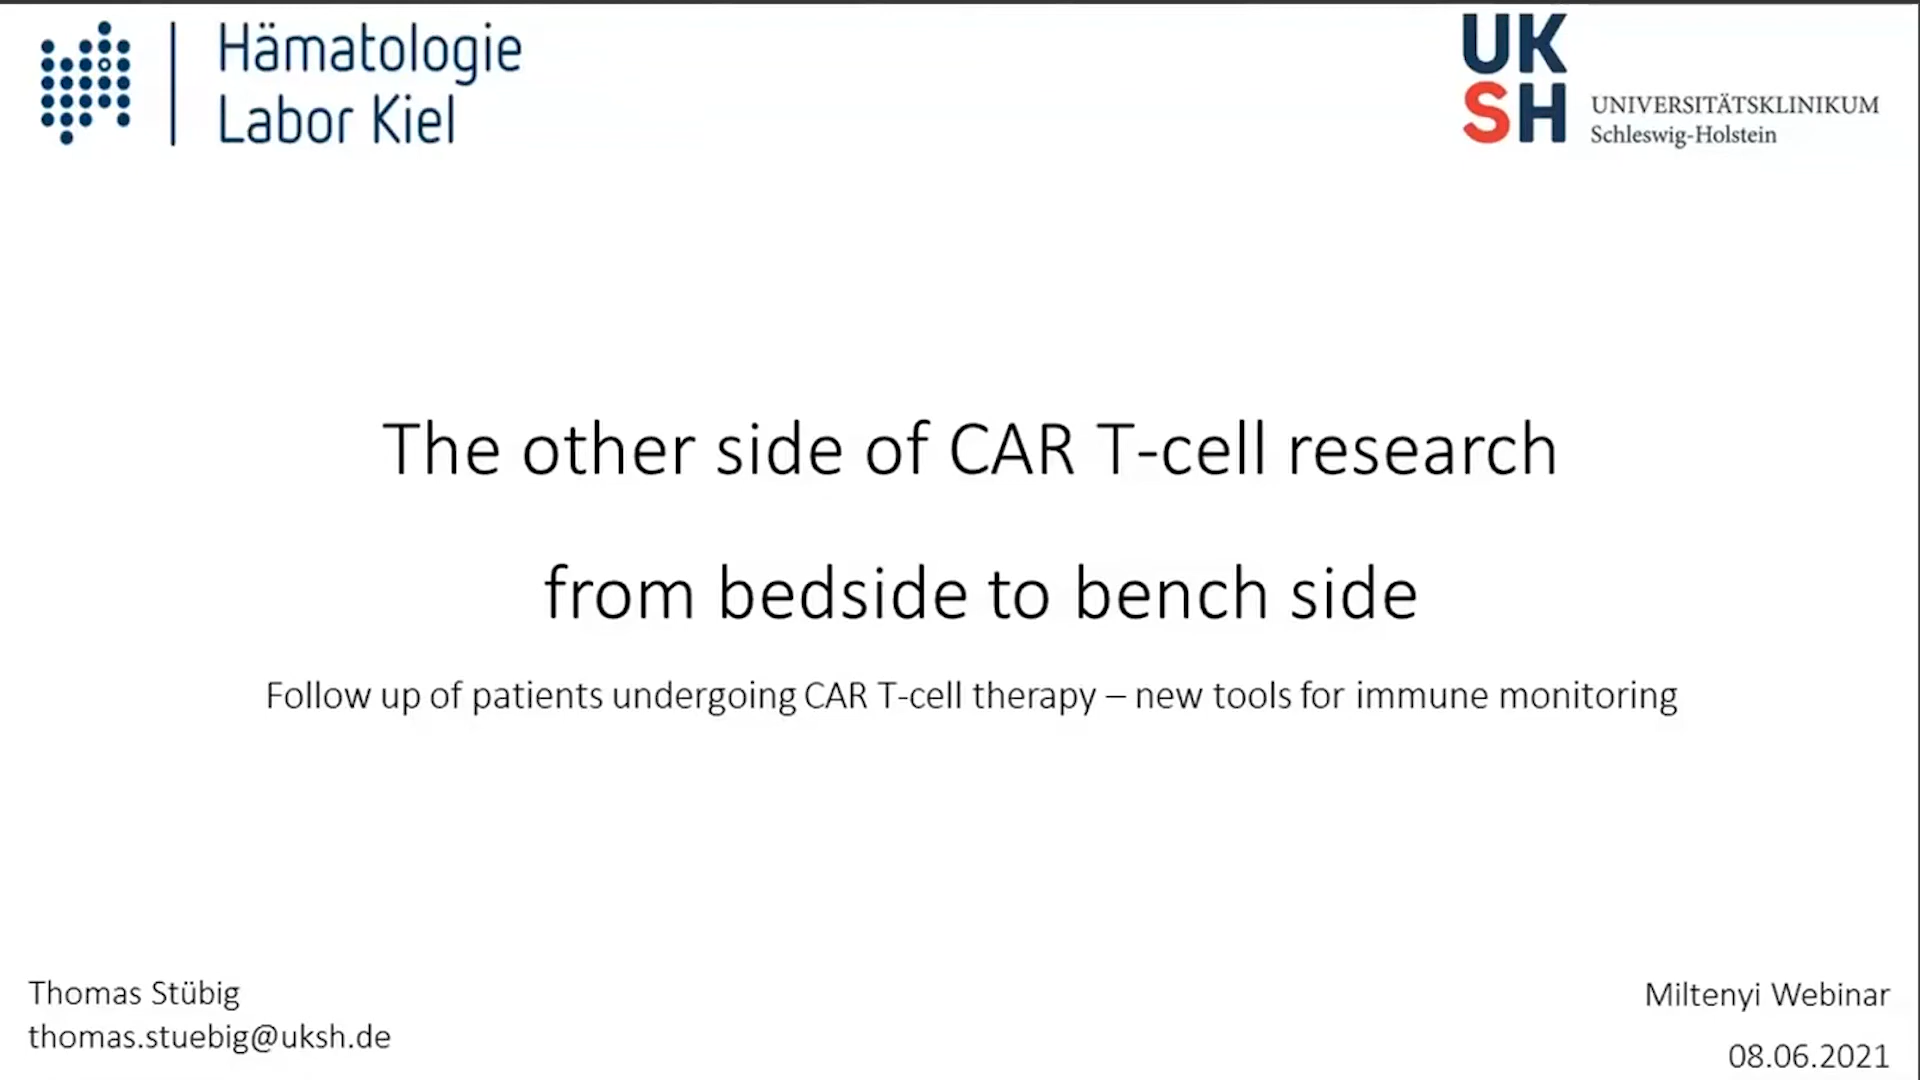 Hämatologie
Labor Kiel
UK
SH
UNIVERSITÄTSKLINIKUM
Schleswig-Holstein
The other side of CAR T-cell research
from bedside to bench side
Follow up of patients undergoing CAR T-cell therapy – new tools for immune monitoring
Thomas Stübig
thomas.stuebig@uksh.de
Miltenyi Webinar
08.06.2021